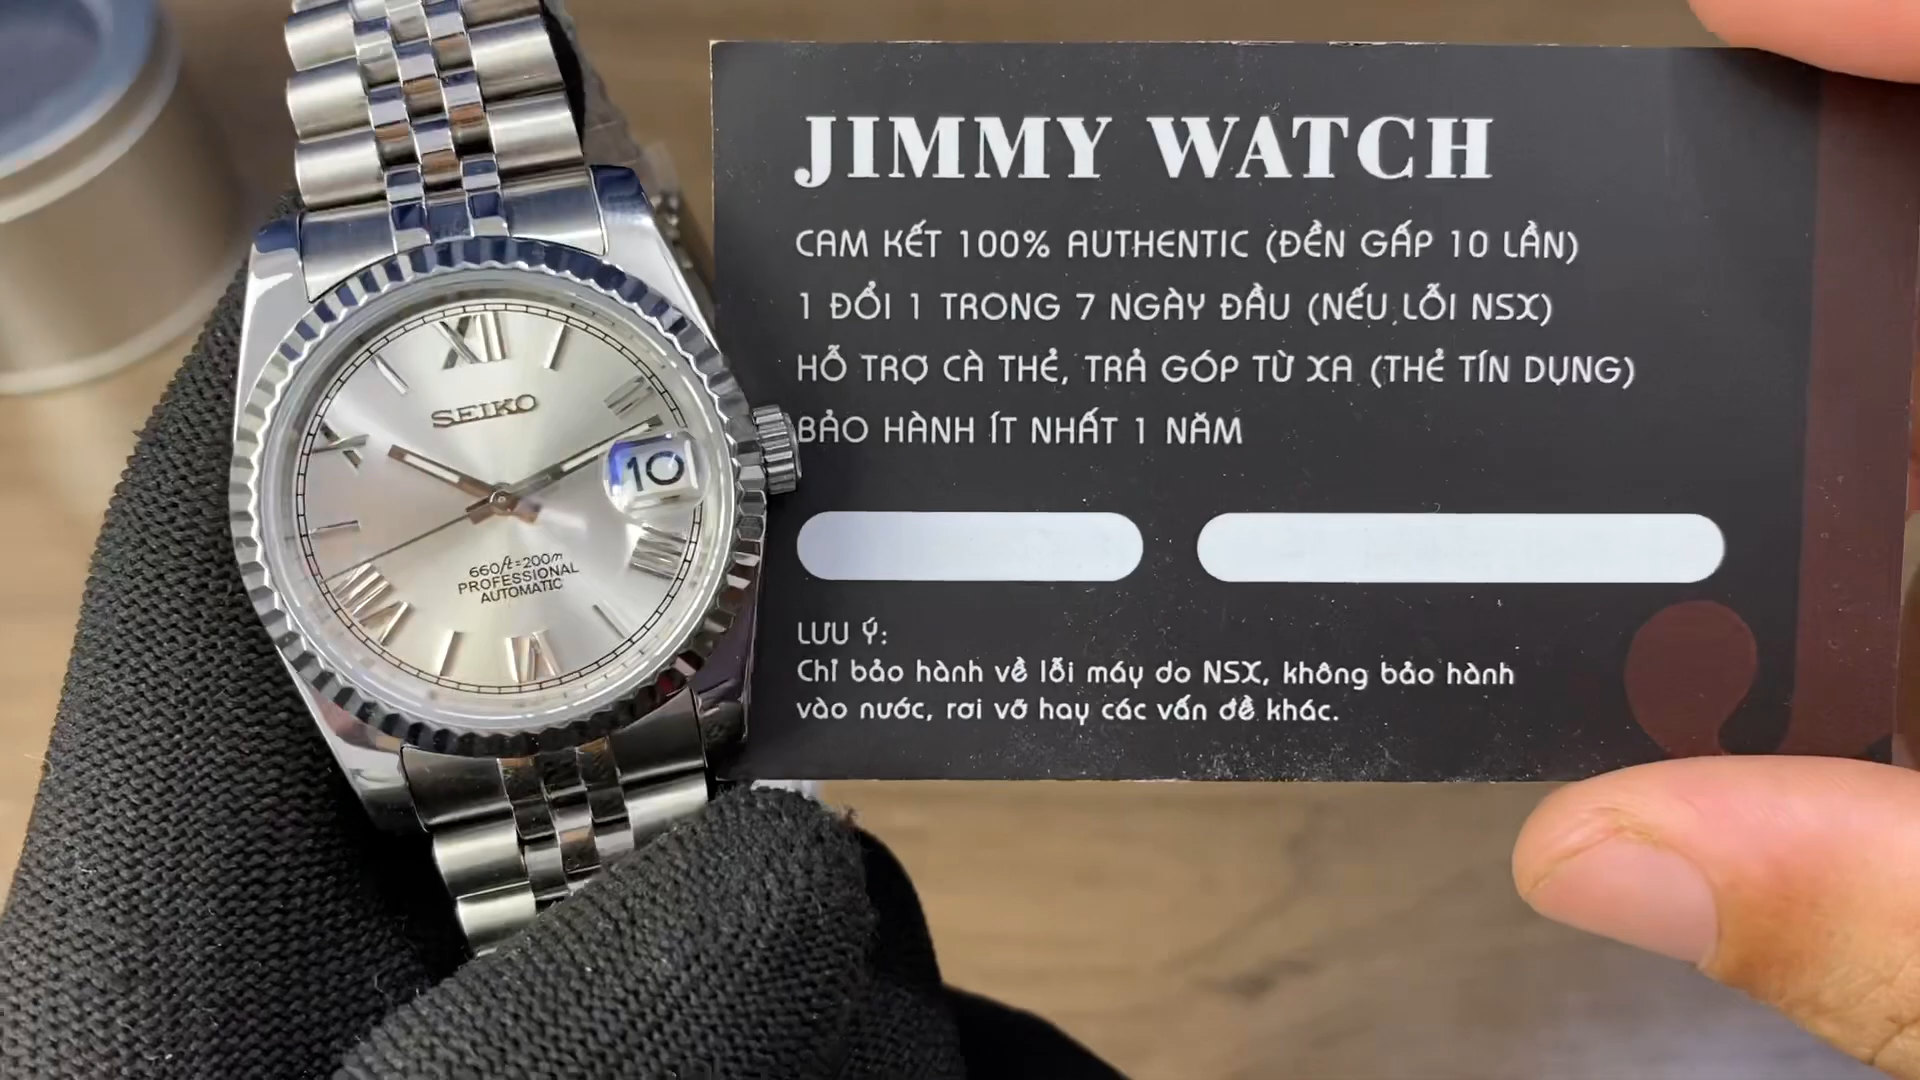 XII
SEIKO
10
660ft=200m
PROFESSIONAL
AUTOMATIC
JIMMY WATCH
CAM KẾT 100% AUTHENTIC (ĐỀN GẤP 10 LẦN)
1 ĐỔI 1 TRONG 7 NGÀY ĐẦU (NẾU LỖI NSX)
HỖ TRỢ CÀ THẺ, TRẢ GÓP TỪ XA (THẺ TÍN DỤNG)
BẢO HÀNH ÍT NHẤT 1 NĂM
LƯU Ý:
Chỉ bảo hành về lỗi máy do NSX, không bảo hành
vào nước, rơi vỡ hay các vấn đề khác.